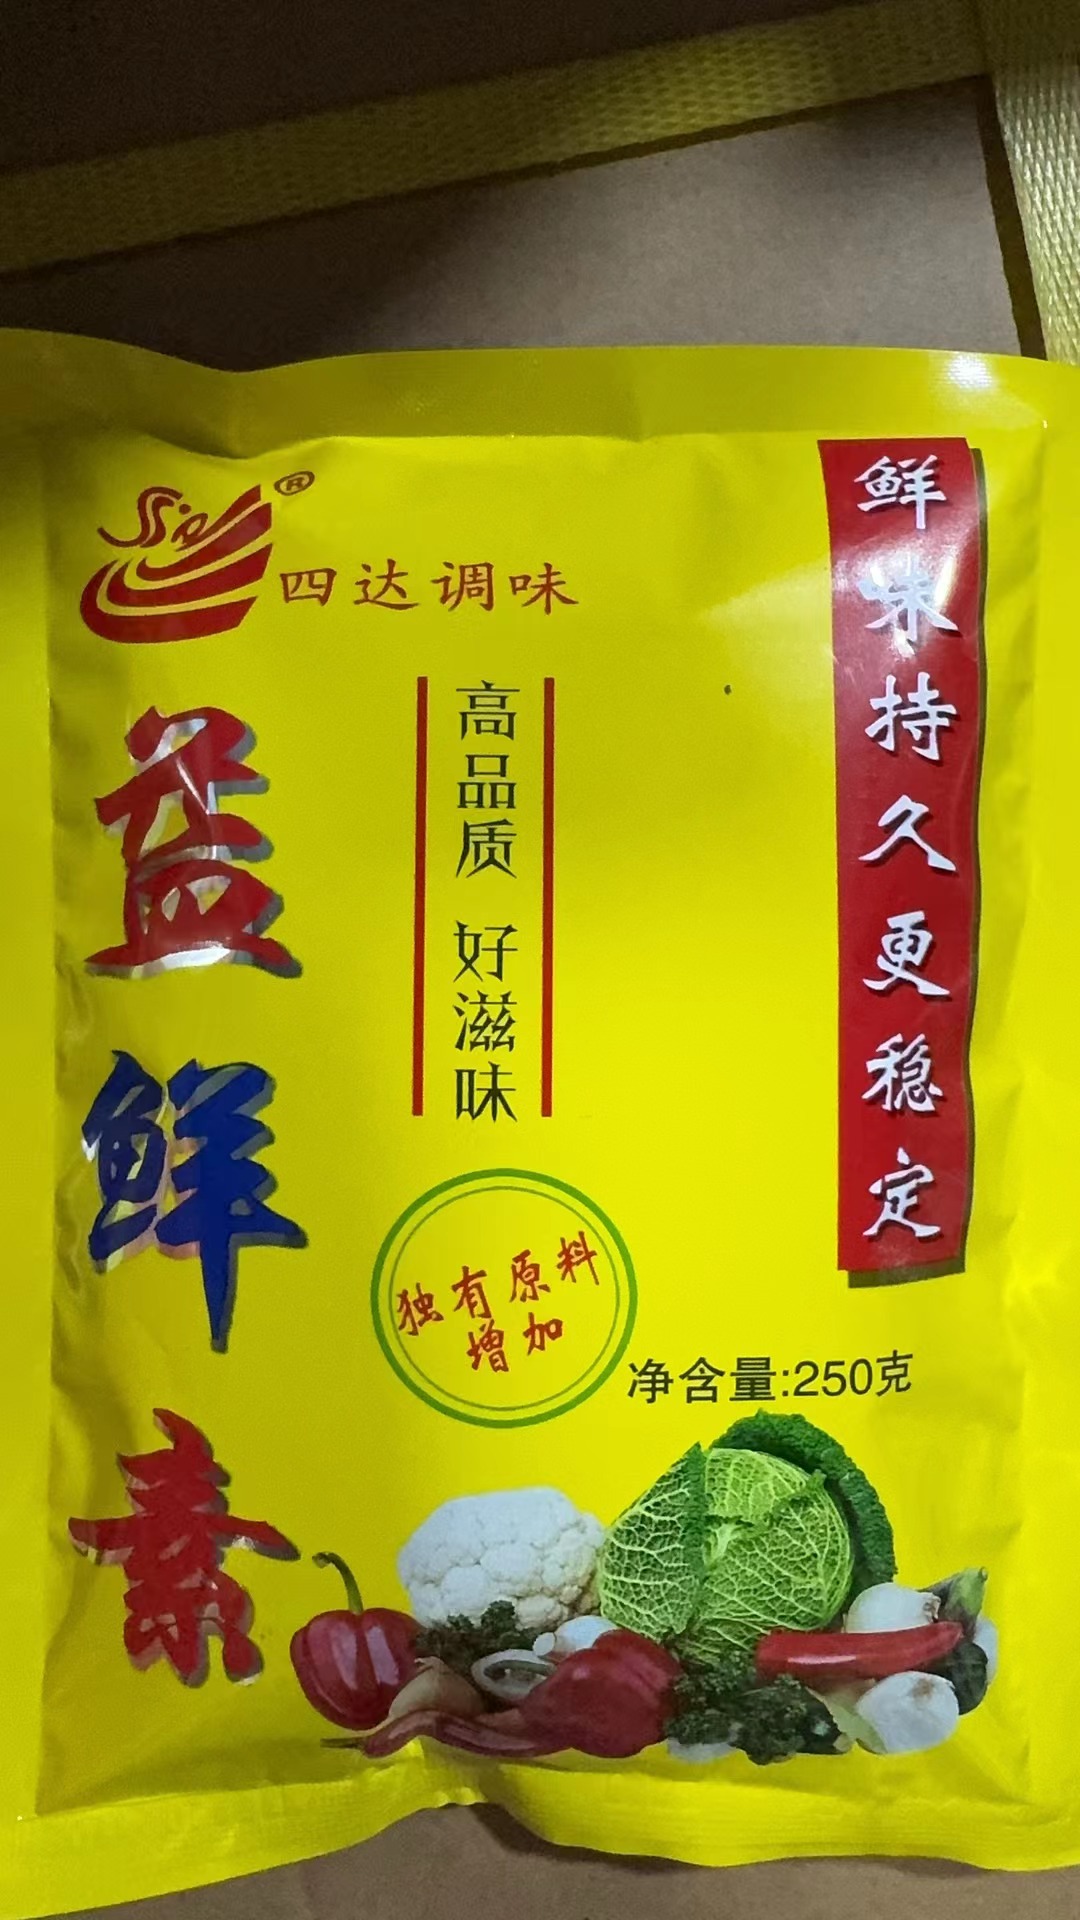 Sida®
四达调味
鲜味持久更稳定
高品质 好滋味
益鲜素
独有原料
增加
净含量:250克